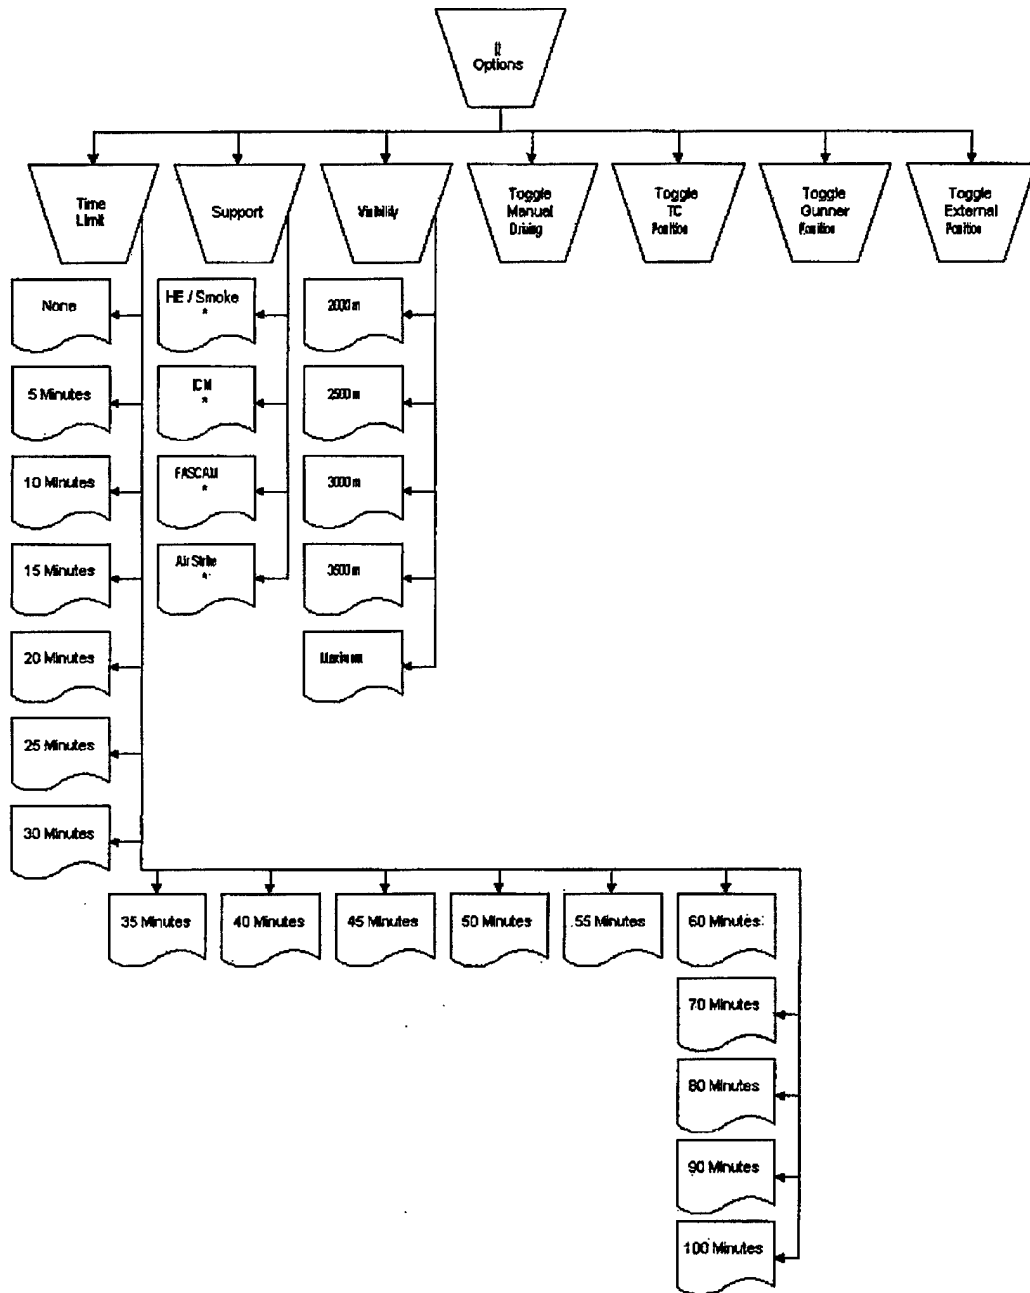 Options
Time
Limit
Support
Visibility
Toggle
Manual
Driving
Toggle
TC
Position
Toggle
Gunner
Position
Toggle
External
Position
None
5 Minutes
10 Minutes
15 Minutes
20 Minutes
25 Minutes
30 Minutes
HE / Smoke
*
ICM
*
FASCAM
*
Air Strike
*
2000 m
2500 m
3000 m
3500 m
Maximum
35 Minutes
40 Minutes
45 Minutes
50 Minutes
55 Minutes
60 Minutes
70 Minutes
80 Minutes
90 Minutes
100 Minutes